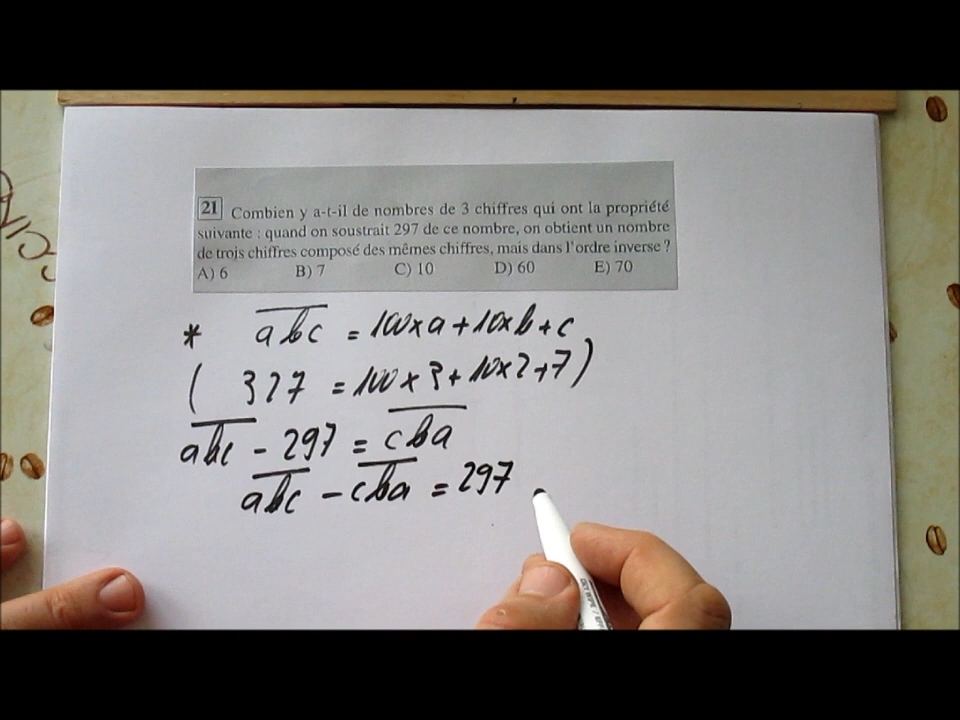 21 Combien y a-t-il de nombres de 3 chiffres qui ont la propriété
suivante : quand on soustrait 297 de ce nombre, on obtient un nombre
de trois chiffres composé des mêmes chiffres, mais dans l'ordre inverse ?
A) 6 B) 7 C) 10 D) 60 E) 70
* abc = 100×a+10×b+c
( 327 = 100×3+10×2+7)
abc - 297 = cba
abc - cba = 297